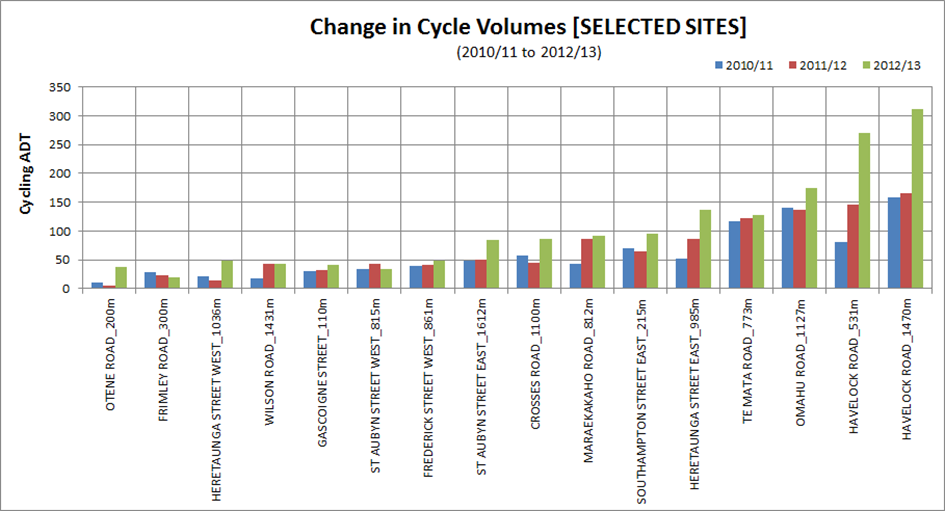 Change in Cycle Volumes [SELECTED SITES]
(2010/11 to 2012/13)
2010/11 2011/12 2012/13
Cycling ADT
350
300
250
200
150
100
50
0
OTENE ROAD_200m
FRIMLEY ROAD_300m
HERETAUNGA STREET WEST_1036m
WILSON ROAD_1431m
GASCOIGNE STREET_110m
ST AUBYN STREET WEST_815m
FREDERICK STREET WEST_861m
ST AUBYN STREET EAST_1612m
CROSSES ROAD_1100m
MARAEKAKAHO ROAD_812m
SOUTHAMPTON STREET EAST_215m
HERETAUNGA STREET EAST_985m
TE MATA ROAD_773m
OMAHU ROAD_1127m
HAVELOCK ROAD_531m
HAVELOCK ROAD_1470m